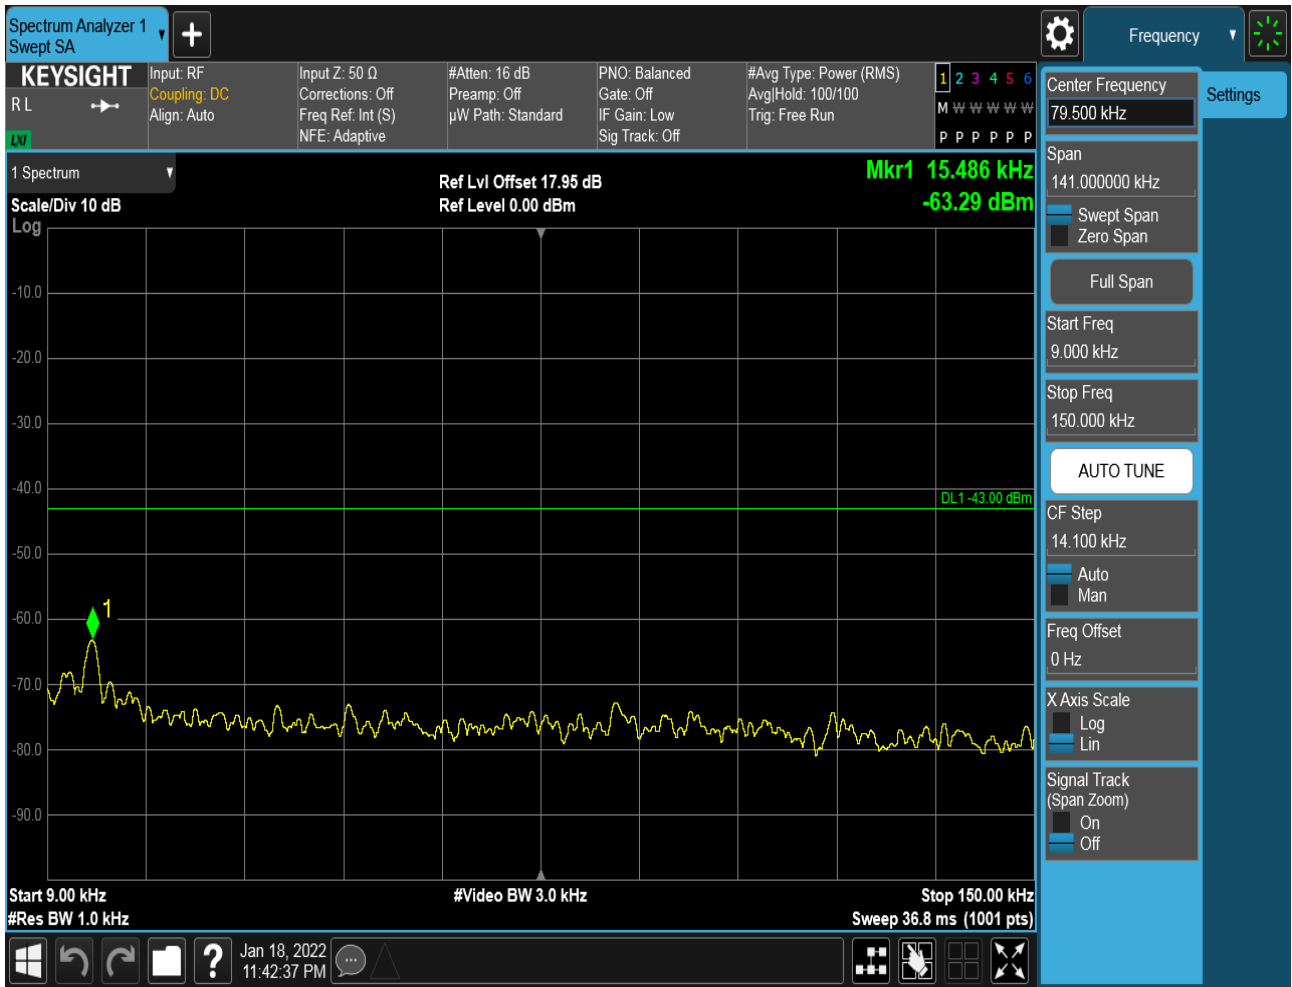 Spectrum Analyzer 1
Swept SA
Frequency
KEYSIGHT
R L
LXI
Input: RF
Coupling: DC
Align: Auto
Input Z: 50 Ω
Corrections: Off
Freq Ref: Int (S)
NFE: Adaptive
#Atten: 16 dB
Preamp: Off
µW Path: Standard
PNO: Balanced
Gate: Off
IF Gain: Low
Sig Track: Off
#Avg Type: Power (RMS)
Avg|Hold: 100/100
Trig: Free Run
1 2 3 4 5 6
M W W W W W
P P P P P P
1 Spectrum
Scale/Div 10 dB
Log
Ref Lvl Offset 17.95 dB
Ref Level 0.00 dBm
Mkr1 15.486 kHz
-63.29 dBm
-10.0
-20.0
-30.0
-40.0
DL1 -43.00 dBm
-50.0
-60.0
1
-70.0
-80.0
-90.0
Start 9.00 kHz
#Res BW 1.0 kHz
#Video BW 3.0 kHz
Stop 150.00 kHz
Sweep 36.8 ms (1001 pts)
Center Frequency
79.500 kHz
Settings
Span
141.000000 kHz
Swept Span
Zero Span
Full Span
Start Freq
9.000 kHz
Stop Freq
150.000 kHz
AUTO TUNE
CF Step
14.100 kHz
Auto
Man
Freq Offset
0 Hz
X Axis Scale
Log
Lin
Signal Track
(Span Zoom)
On
Off
?
Jan 18, 2022
11:42:37 PM